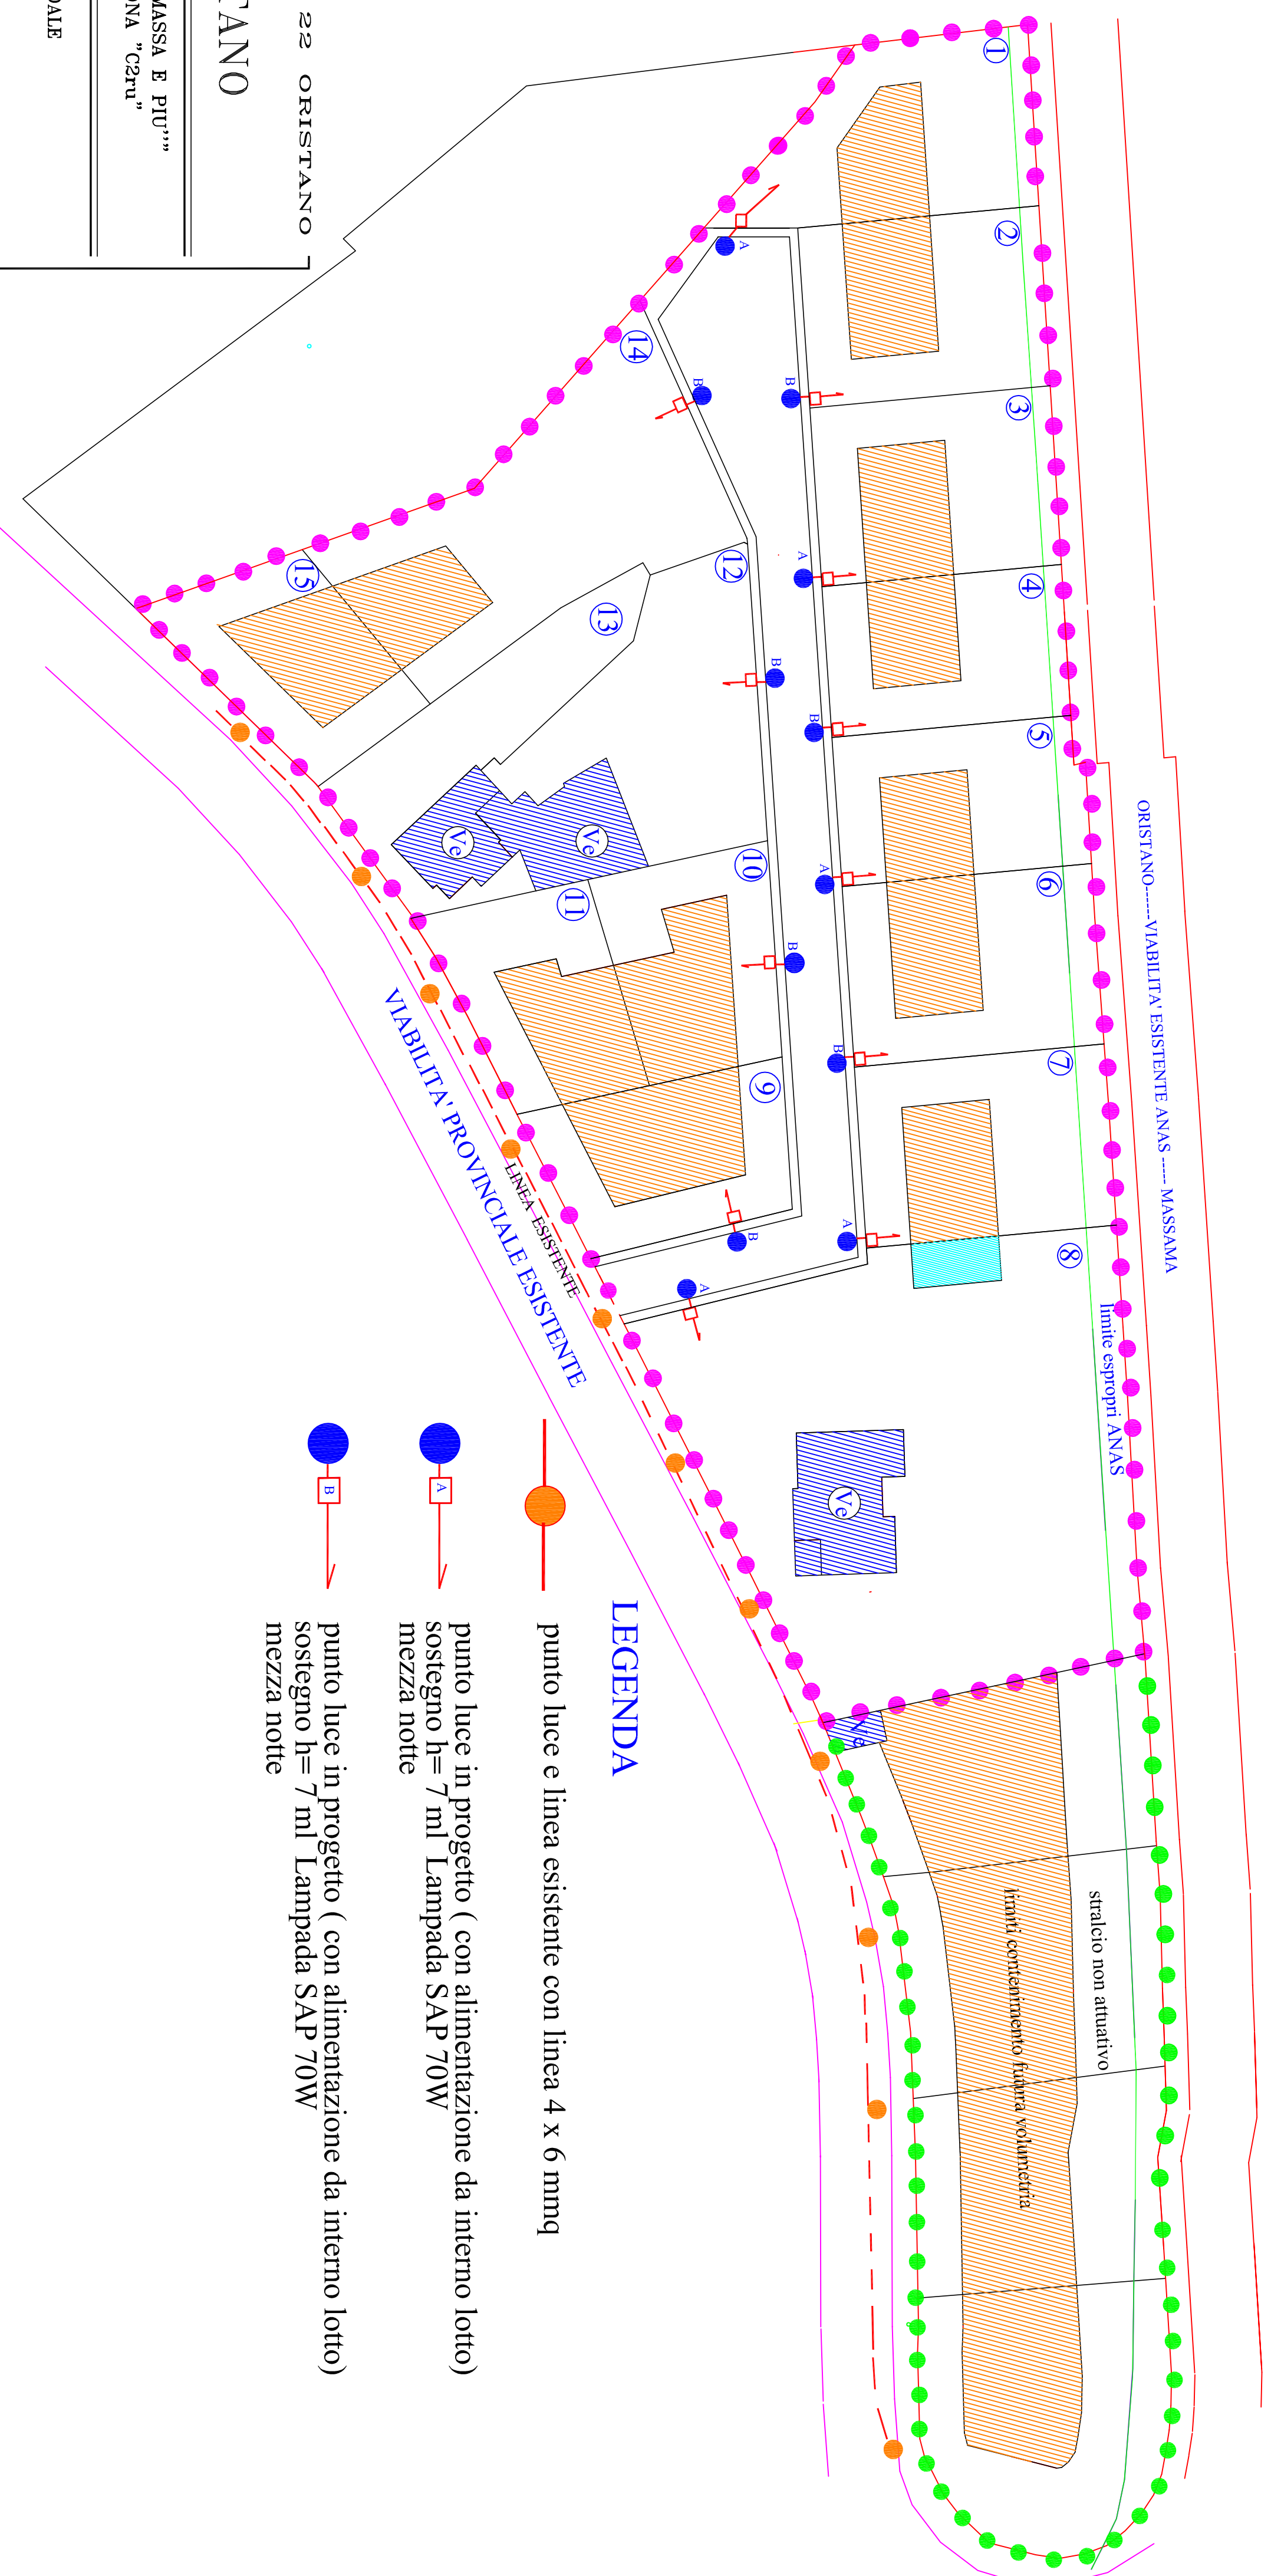 22 ORISTANO
TANO
MASSA E PIU'"
ONA "C2ru"
DALE
1
2
3
4
5
6
7
8
9
10
11
12
13
14
15
A
B
B
A
B
B
A
B
B
A
B
A
Ve
Ve
Ve
Ve
ORISTANO-----VIABILITA' ESISTENTE ANAS ----- MASSAMA
limite espropri ANAS
VIABILITA' PROVINCIALE ESISTENTE
LINEA ESISTENTE
stralcio non attuativo
limiti contenimento futura volumetria
LEGENDA
punto luce e linea esistente con linea 4 x 6 mmq
A
punto luce in progetto ( con alimentazione da interno lotto)
sostegno h= 7 ml Lampada SAP 70W
mezza notte
B
punto luce in progetto ( con alimentazione da interno lotto)
sostegno h= 7 ml Lampada SAP 70W
mezza notte